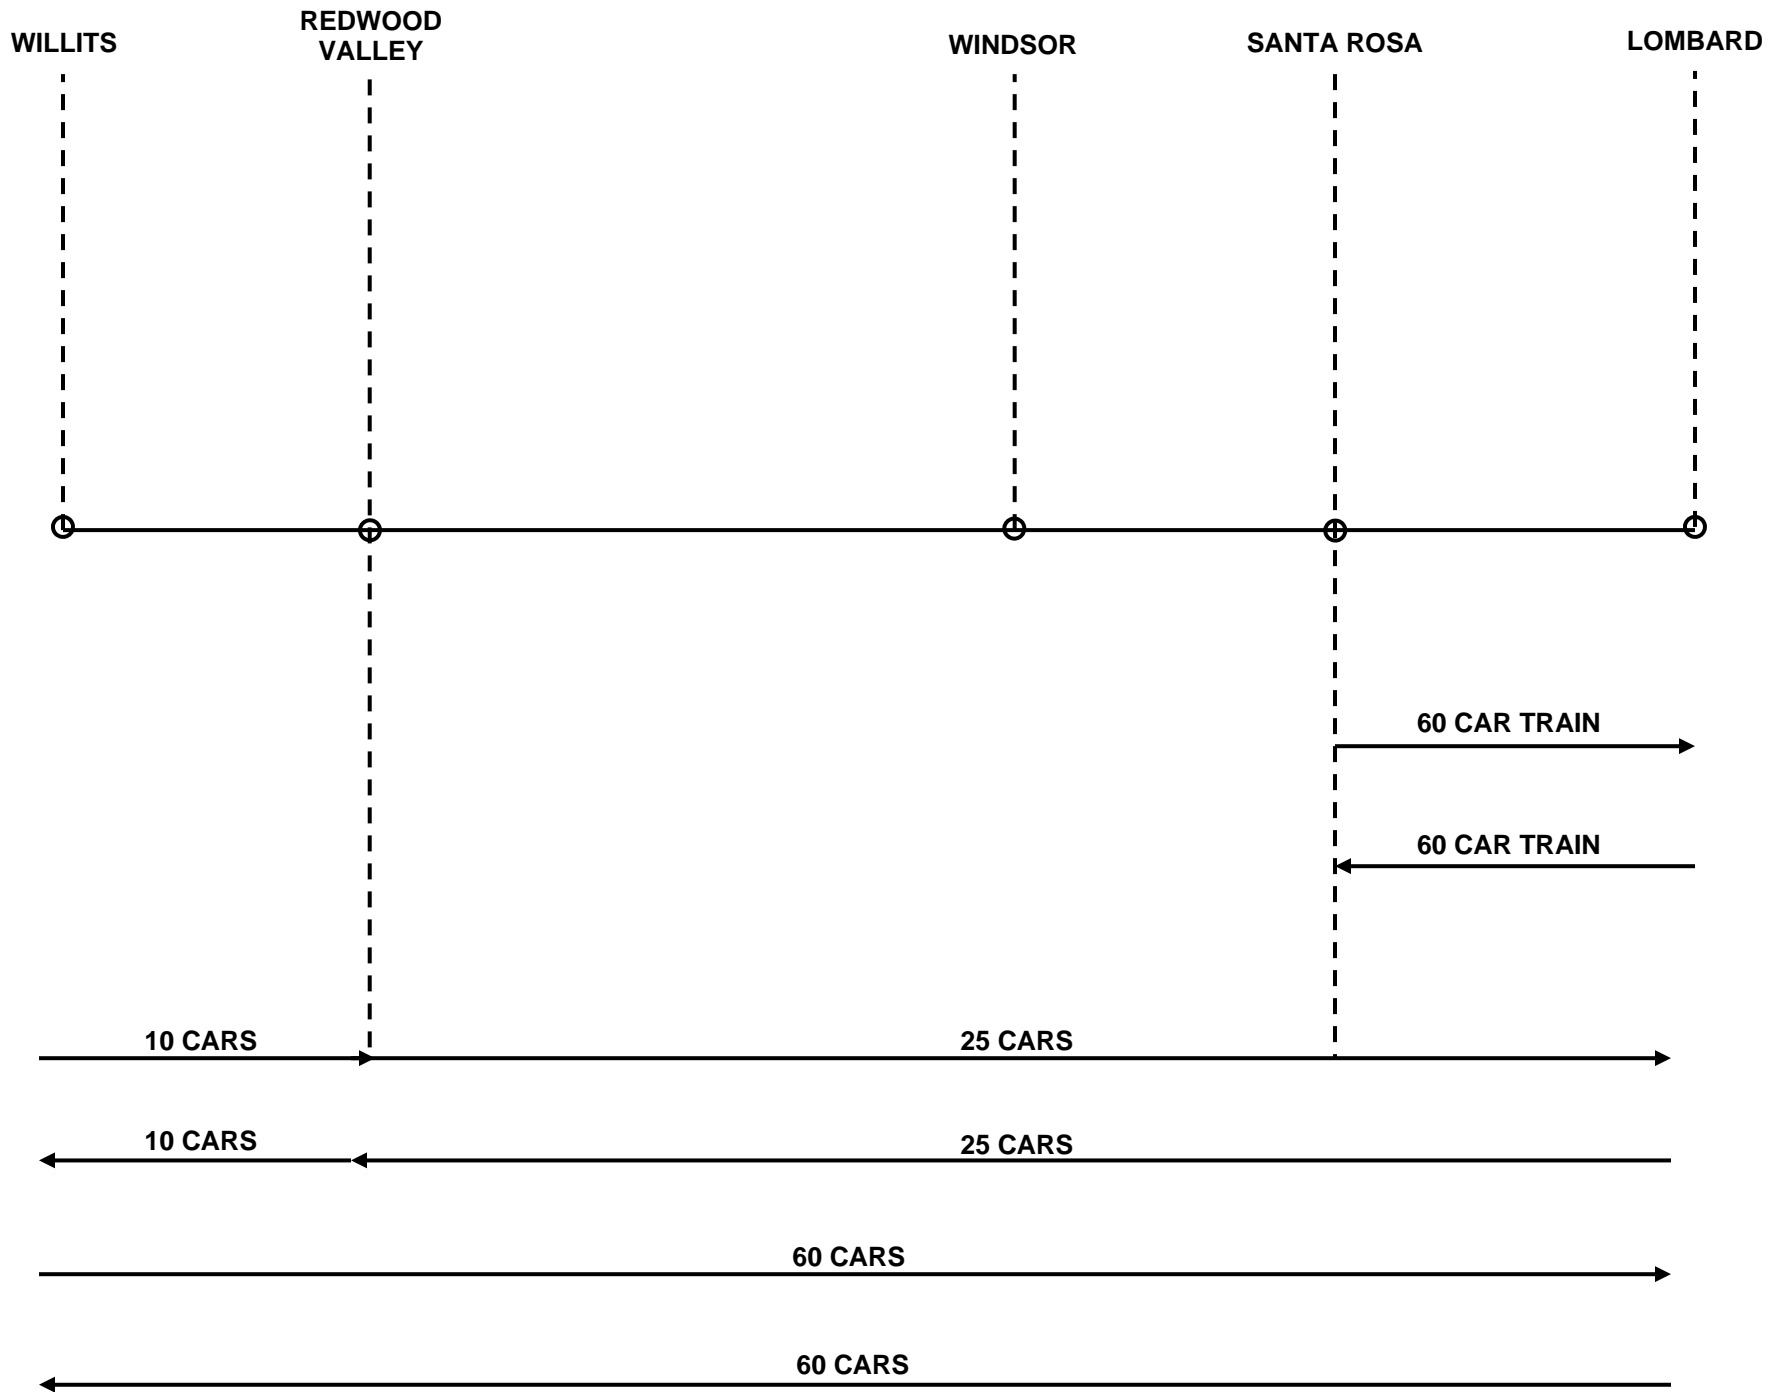 WILLITS
REDWOOD
VALLEY
WINDSOR
SANTA ROSA
LOMBARD
60 CAR TRAIN
60 CAR TRAIN
10 CARS
25 CARS
10 CARS
25 CARS
60 CARS
60 CARS